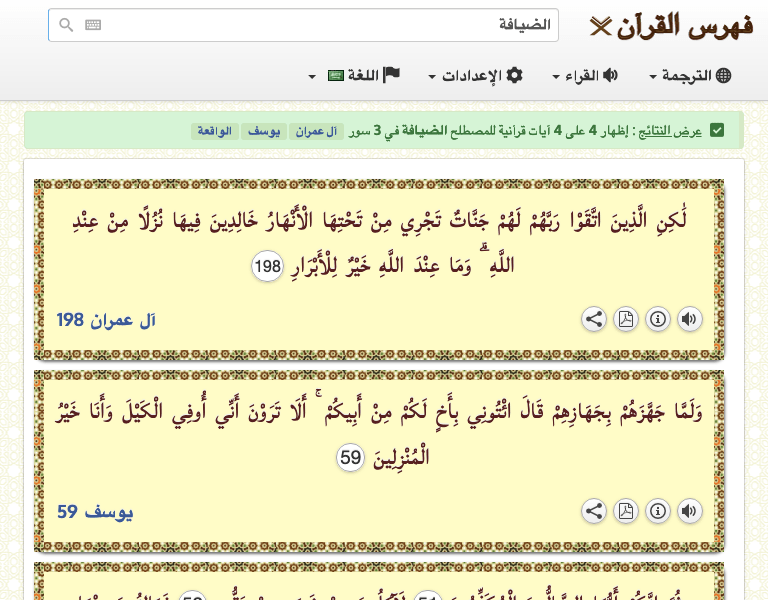 فهرس القرآن
الضيافة
الترجمة
القراء
الإعدادات
اللغة
عرض النتائج : إظهار 4 على 4 آيات قرآنية للمصطلح الضيافة في 3 سور آل عمران يوسف الواقعة
لَٰكِنِ الَّذِينَ اتَّقَوْا رَبَّهُمْ لَهُمْ جَنَّاتٌ تَجْرِي مِنْ تَحْتِهَا الْأَنْهَارُ خَالِدِينَ فِيهَا نُزُلًا مِنْ عِنْدِ
اللَّهِ ۗ وَمَا عِنْدَ اللَّهِ خَيْرٌ لِلْأَبْرَارِ 198
آل عمران 198
وَلَمَّا جَهَّزَهُمْ بِجَهَازِهِمْ قَالَ ائْتُونِي بِأَخٍ لَكُمْ مِنْ أَبِيكُمْ ۚ أَلَا تَرَوْنَ أَنِّي أُوفِي الْكَيْلَ وَأَنَا خَيْرُ
الْمُنْزِلِينَ 59
يوسف 59